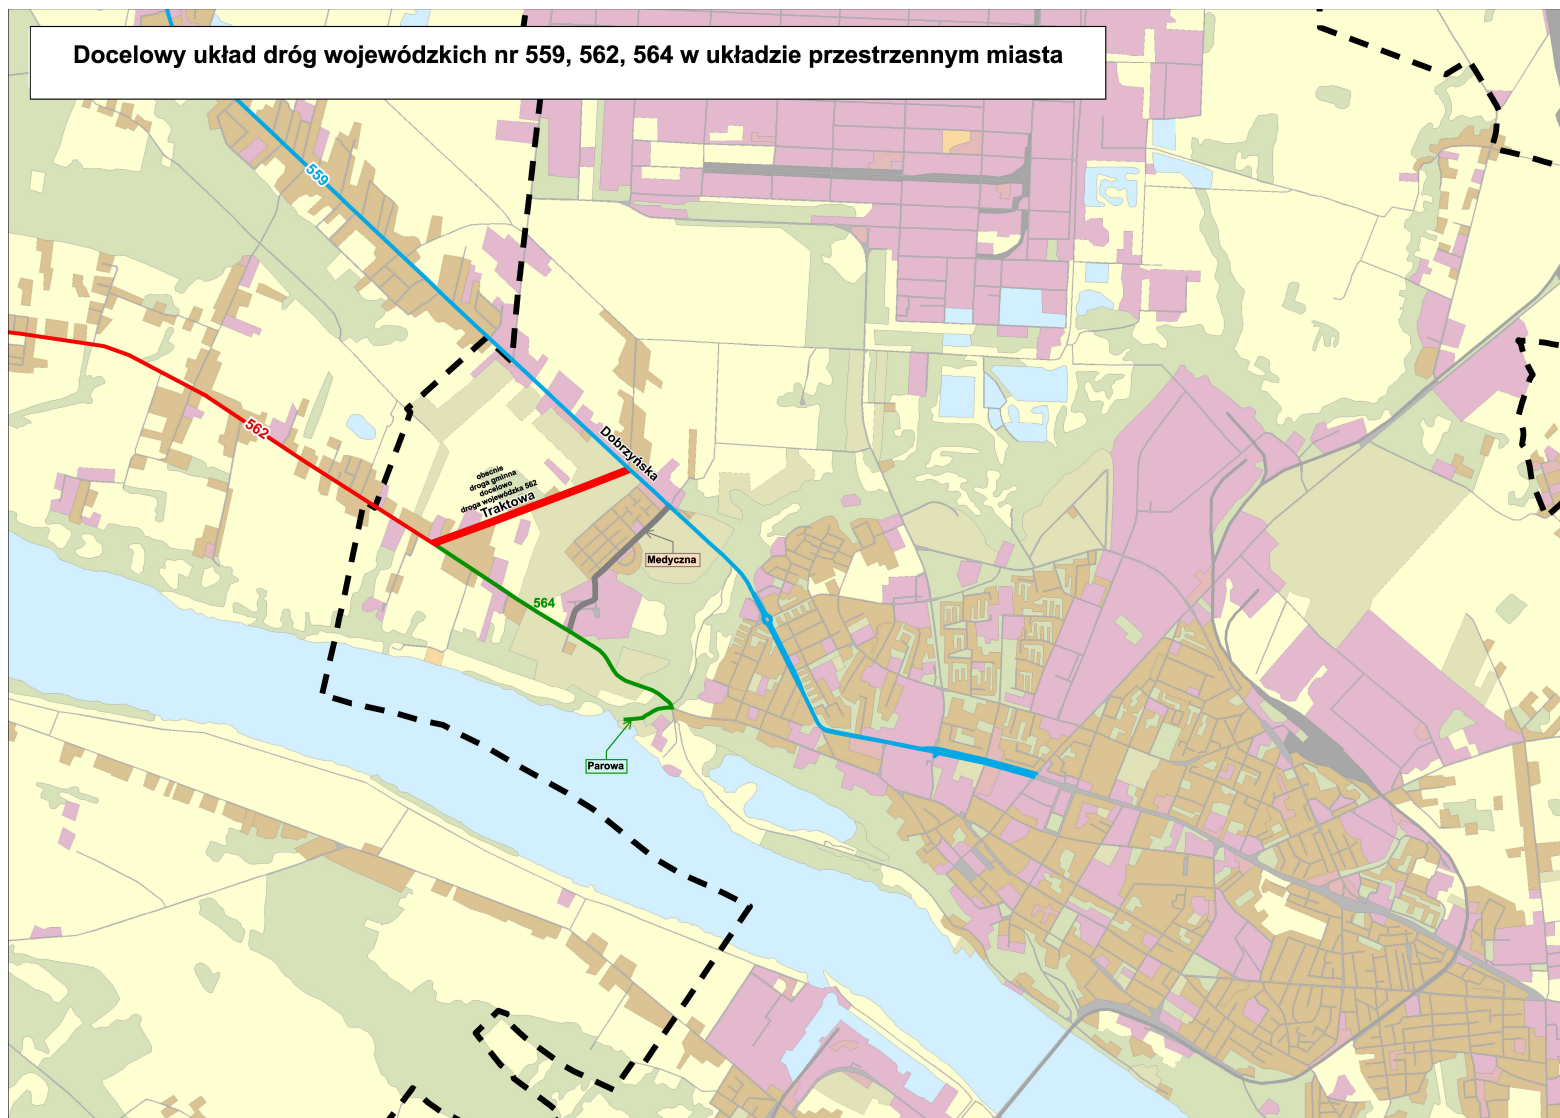 Docelowy układ dróg wojewódzkich nr 559, 562, 564 w układzie przestrzennym miasta
559
562
Dobrzyńska
obecnie
droga gminna
docelowo
droga wojewódzka 562
Traktowa
Medyczna
564
Parowa